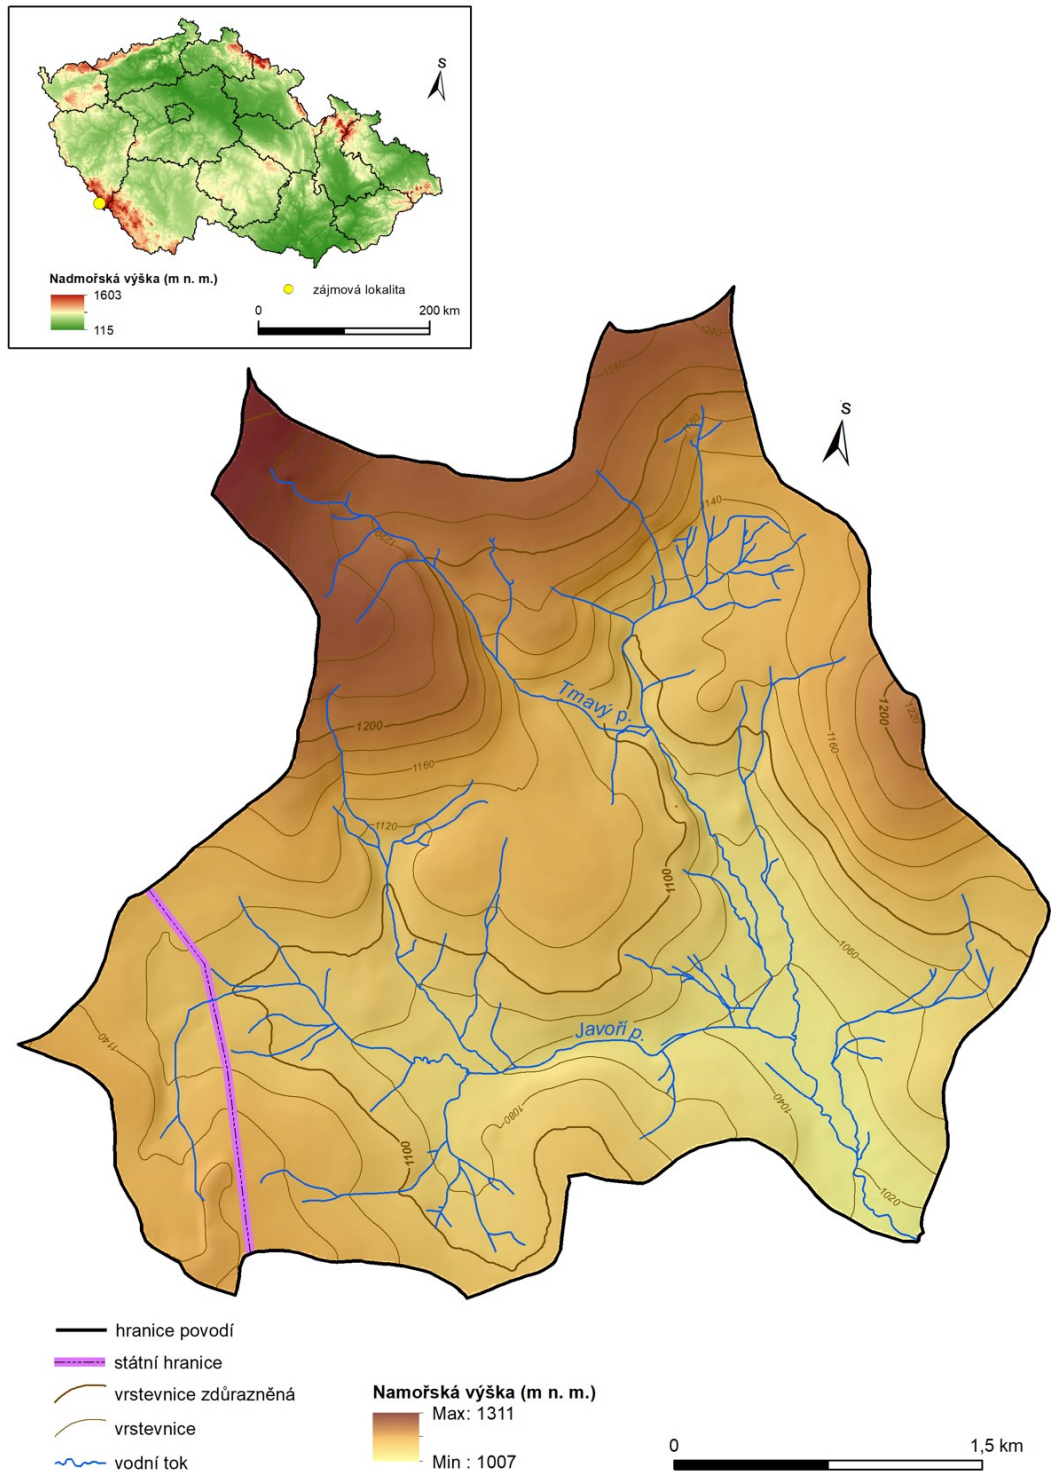 S
Nadmořská výška (m n. m.)
1603
115
zájmová lokalita
0
200 km
S
1240
1240
1180
1140
1220
Tmavý p.
1200
1220
1200
1160
1160
1120
1100
1060
Javoří p.
1140
1080
1040
1100
1020
hranice povodí
státní hranice
vrstevnice zdůrazněná
vrstevnice
vodní tok
Namořská výška (m n. m.)
Max: 1311
Min : 1007
0
1,5 km